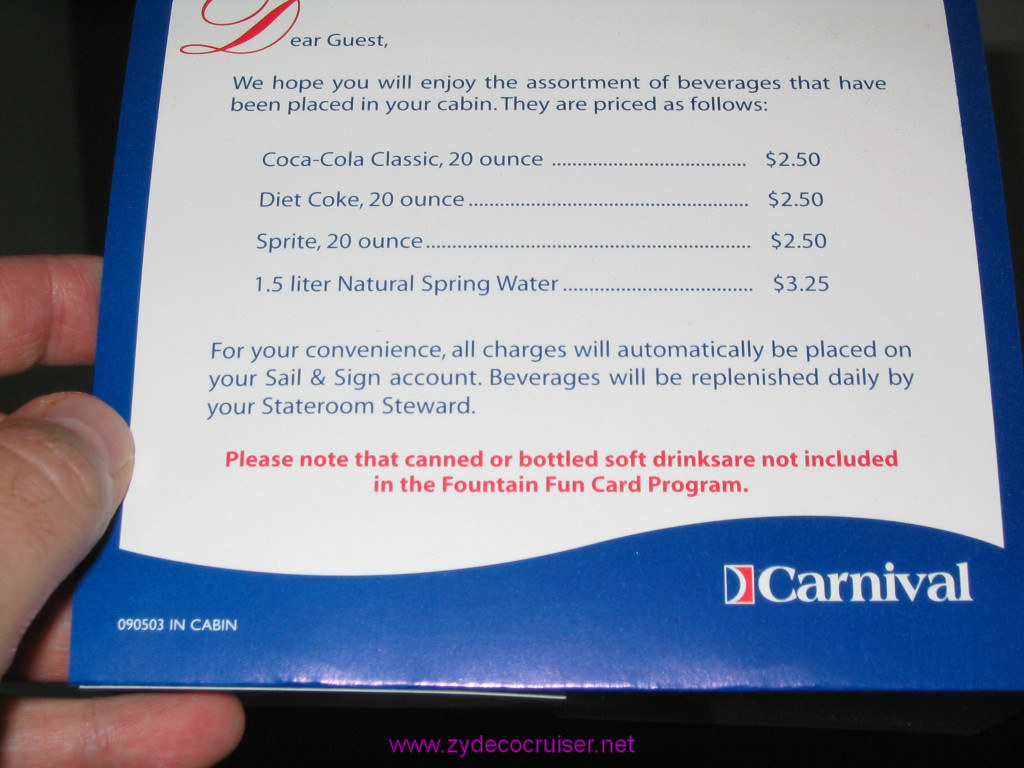 Dear Guest,
We hope you will enjoy the assortment of beverages that have
been placed in your cabin. They are priced as follows:
Coca-Cola Classic, 20 ounce ..................................... $2.50
Diet Coke, 20 ounce ..................................................... $2.50
Sprite, 20 ounce .............................................................. $2.50
1.5 liter Natural Spring Water .................................... $3.25
For your convenience, all charges will automatically be placed on
your Sail & Sign account. Beverages will be replenished daily by
your Stateroom Steward.
Please note that canned or bottled soft drinksare not included
in the Fountain Fun Card Program.
Carnival
090503 IN CABIN
www.zydecocruiser.net